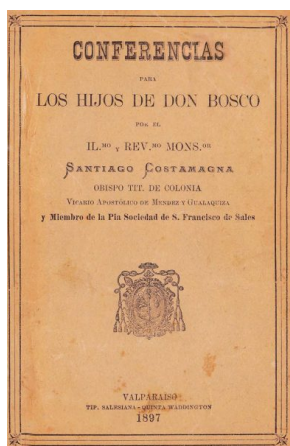 CONFERENCIAS
PARA
LOS HIJOS DE DON BOSCO
POR EL
IL.MO y REV.MO MONS.OR
SANTIAGO COSTAMAGNA
OBISPO TIT. DE COLONIA
VICARIO APOSTÓLICO DE MENDEZ Y GUALAQUIZA
y Miembro de la Pia Sociedad de S. Francisco de Sales
VALPARAISO
TIP. SALESIANA - QUINTA WADDINGTON
1897